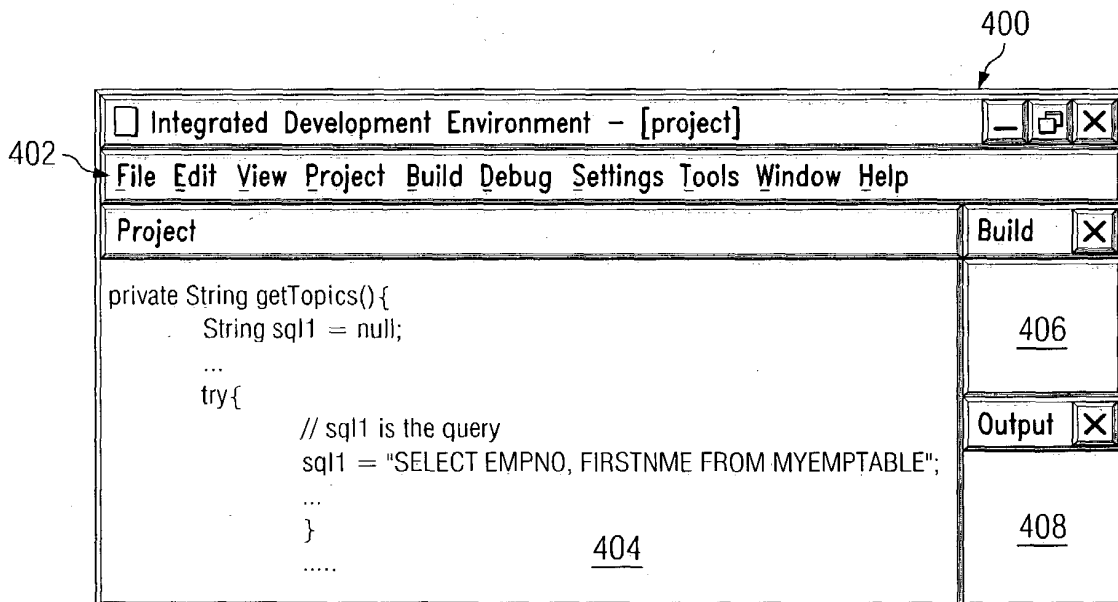 400
Integrated Development Environment – [project]
402
File Edit View Project Build Debug Settings Tools Window Help
Project
Build
private String getTopics(){
String sql1 = null;
...
try{
// sql1 is the query
sql1 = "SELECT EMPNO, FIRSTNME FROM MYEMPTABLE";
...
}
.....
404
406
Output
408